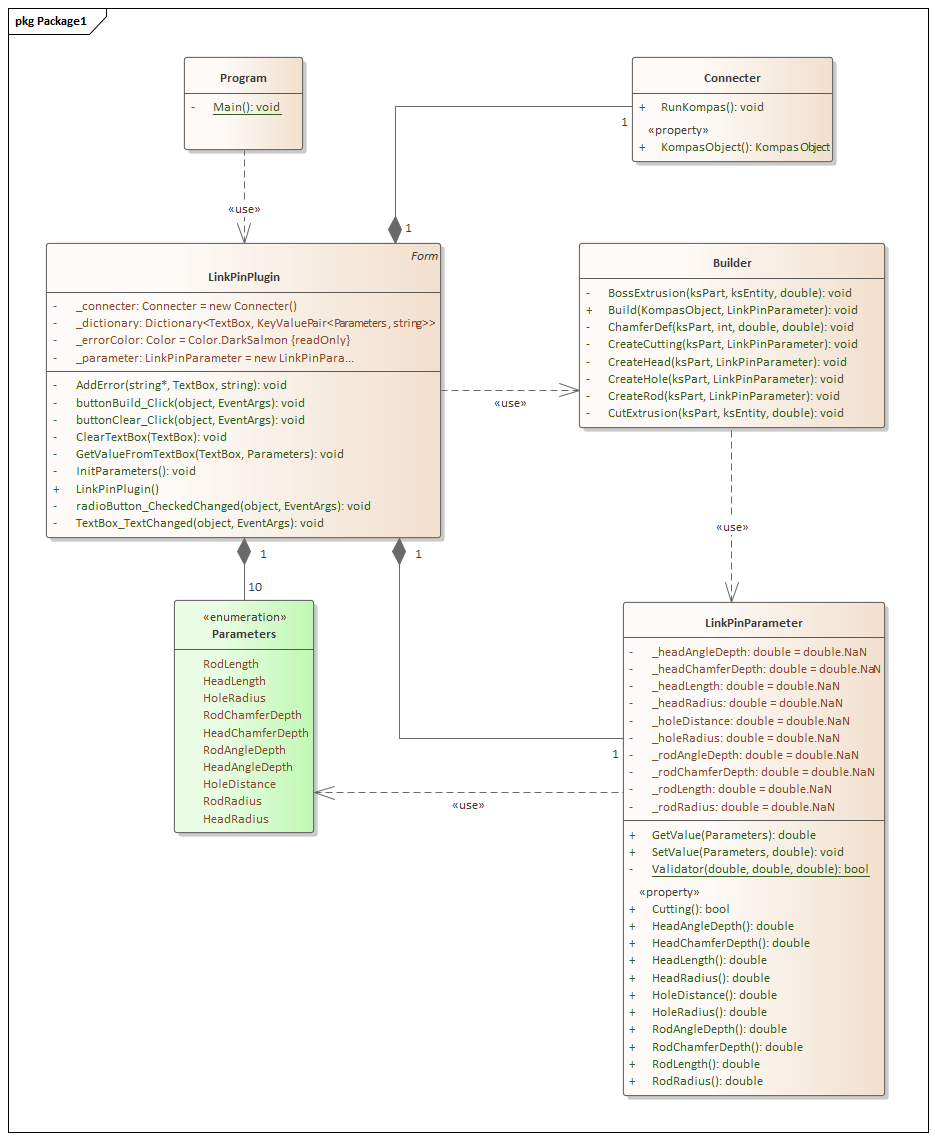 pkg Package1
Program
- Main(): void
Connecter
+ RunKompas(): void
«property»
+ KompasObject(): KompasObject
1
«use»
1
Form
LinkPinPlugin
- _connecter: Connecter = new Connecter()
- _dictionary: Dictionary<TextBox, KeyValuePair<Parameters, string>>
- _errorColor: Color = Color.DarkSalmon {readOnly}
- _parameter: LinkPinParameter = new LinkPinPara...
- AddError(string*, TextBox, string): void
- buttonBuild_Click(object, EventArgs): void
- buttonClear_Click(object, EventArgs): void
- ClearTextBox(TextBox): void
- GetValueFromTextBox(TextBox, Parameters): void
- InitParameters(): void
+ LinkPinPlugin()
- radioButton_CheckedChanged(object, EventArgs): void
- TextBox_TextChanged(object, EventArgs): void
«use»
Builder
- BossExtrusion(ksPart, ksEntity, double): void
+ Build(KompasObject, LinkPinParameter): void
- ChamferDef(ksPart, int, double, double): void
- CreateCutting(ksPart, LinkPinParameter): void
- CreateHead(ksPart, LinkPinParameter): void
- CreateHole(ksPart, LinkPinParameter): void
- CreateRod(ksPart, LinkPinParameter): void
- CutExtrusion(ksPart, ksEntity, double): void
«use»
1
1
10
«enumeration»
Parameters
RodLength
HeadLength
HoleRadius
RodChamferDepth
HeadChamferDepth
RodAngleDepth
HeadAngleDepth
HoleDistance
RodRadius
HeadRadius
1
«use»
LinkPinParameter
- _headAngleDepth: double = double.NaN
- _headChamferDepth: double = double.NaN
- _headLength: double = double.NaN
- _headRadius: double = double.NaN
- _holeDistance: double = double.NaN
- _holeRadius: double = double.NaN
- _rodAngleDepth: double = double.NaN
- _rodChamferDepth: double = double.NaN
- _rodLength: double = double.NaN
- _rodRadius: double = double.NaN
+ GetValue(Parameters): double
+ SetValue(Parameters, double): void
- Validator(double, double, double): bool
«property»
+ Cutting(): bool
+ HeadAngleDepth(): double
+ HeadChamferDepth(): double
+ HeadLength(): double
+ HeadRadius(): double
+ HoleDistance(): double
+ HoleRadius(): double
+ RodAngleDepth(): double
+ RodChamferDepth(): double
+ RodLength(): double
+ RodRadius(): double